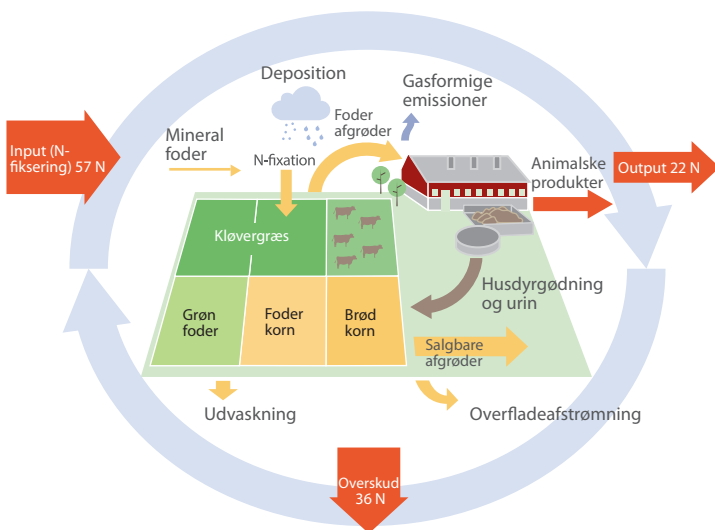 Deposition
Gasformige
emissioner
Foder
afgrøder
Mineral
foder
Input (N-
fiksering) 57 N
N-fixation
Animalske
produkter
Output 22 N
Kløvergræs
Husdyrgødning
og urin
Grøn
foder
Foder
korn
Brød
korn
Salgbare
afgrøder
Udvaskning
Overfladeafstrømning
Overskud
36 N